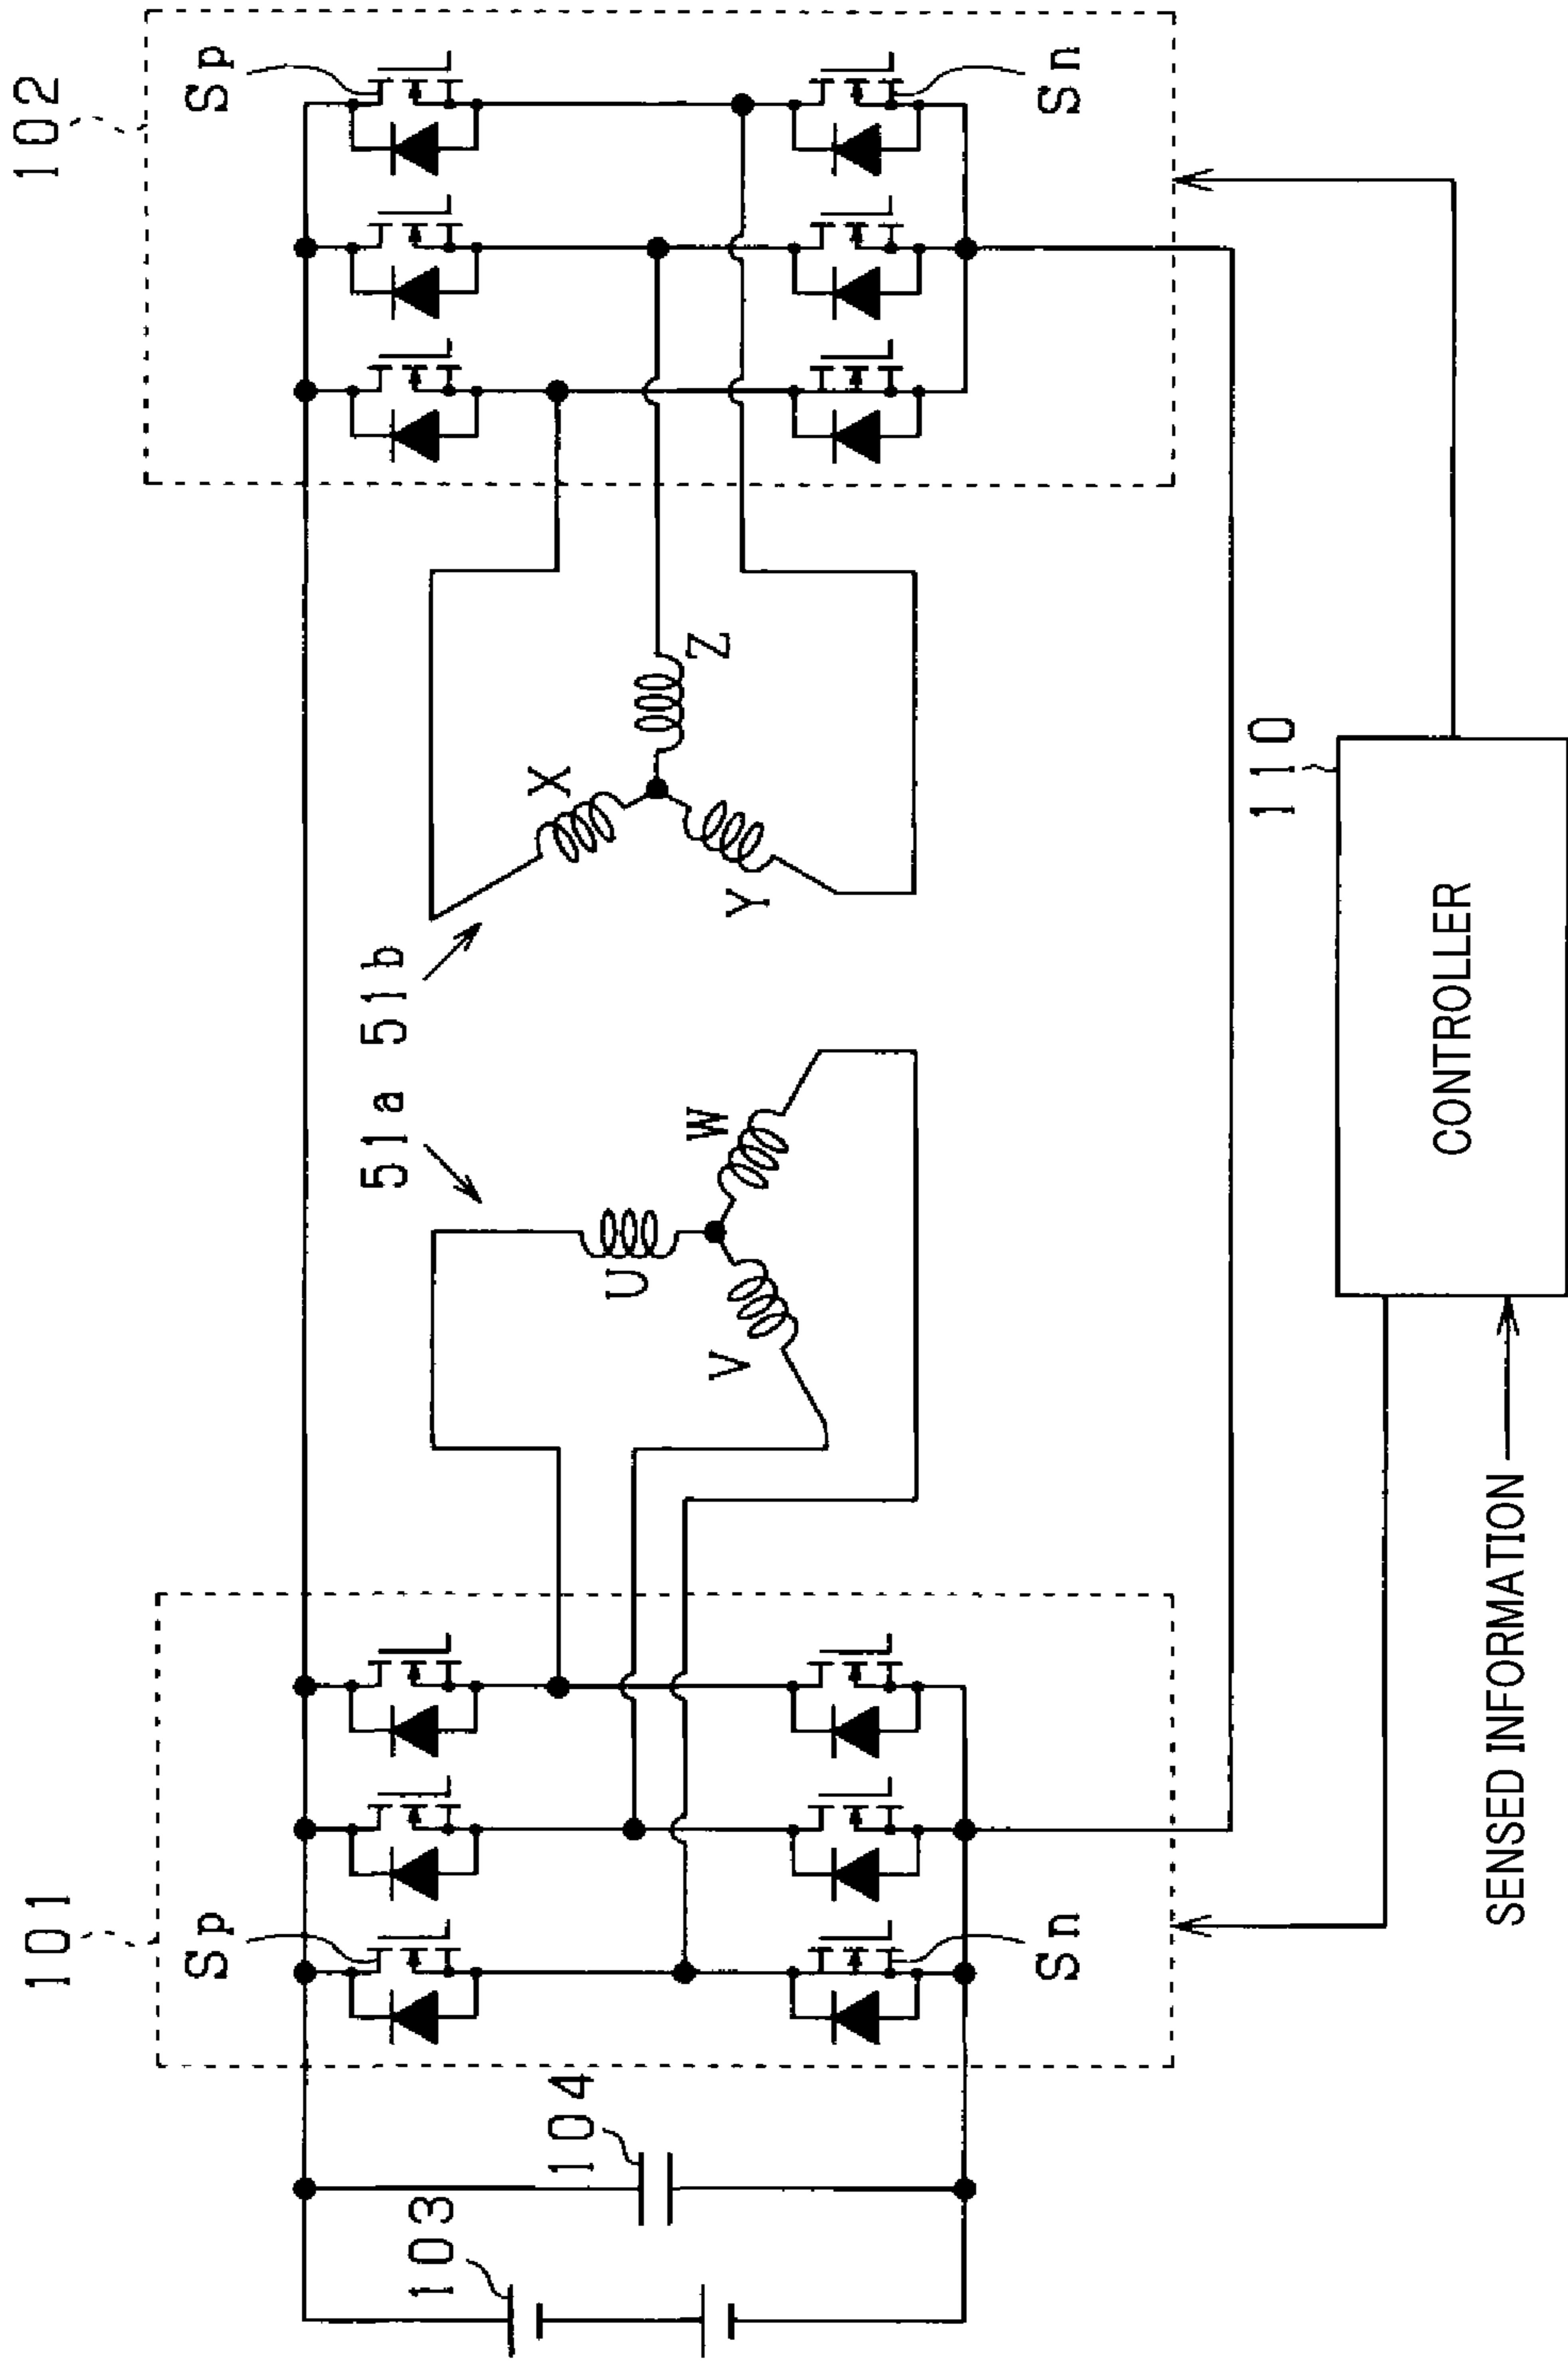 101
102
Sp
Sp
103
104
51a
51b
U
V
W
X
Y
Z
Sn
Sn
110
CONTROLLER
SENSED INFORMATION